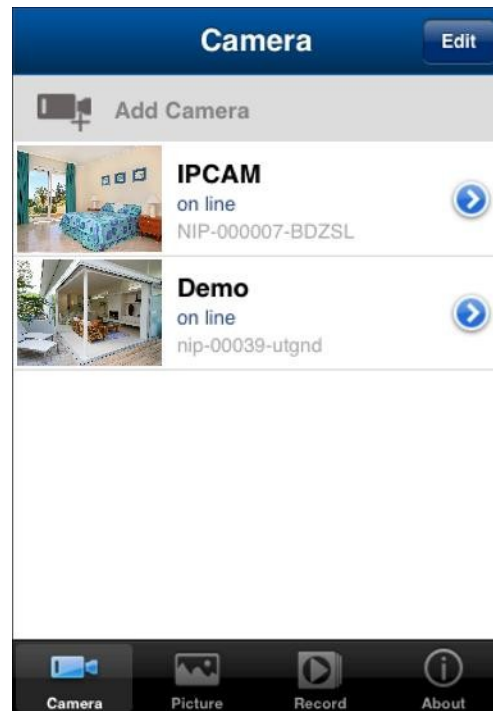 Camera
Edit
Add Camera
IPCAM
on line
NIP-000007-BDZSL
Demo
on line
nip-00039-utgnd
Camera
Picture
Record
About